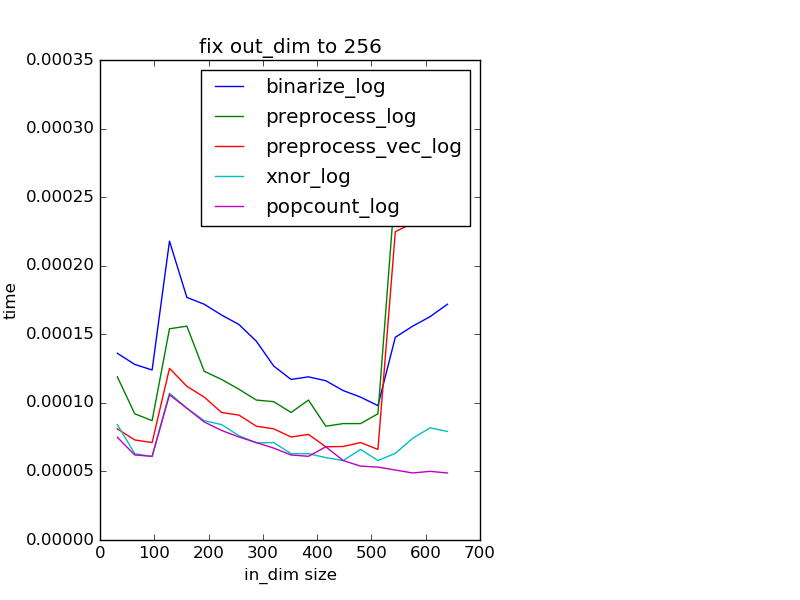 fix out_dim to 256
0.00035
0.00030
0.00025
0.00020
0.00015
0.00010
0.00005
0.00000
time
binarize_log
preprocess_log
preprocess_vec_log
xnor_log
popcount_log
0 100 200 300 400 500 600 700
in_dim size